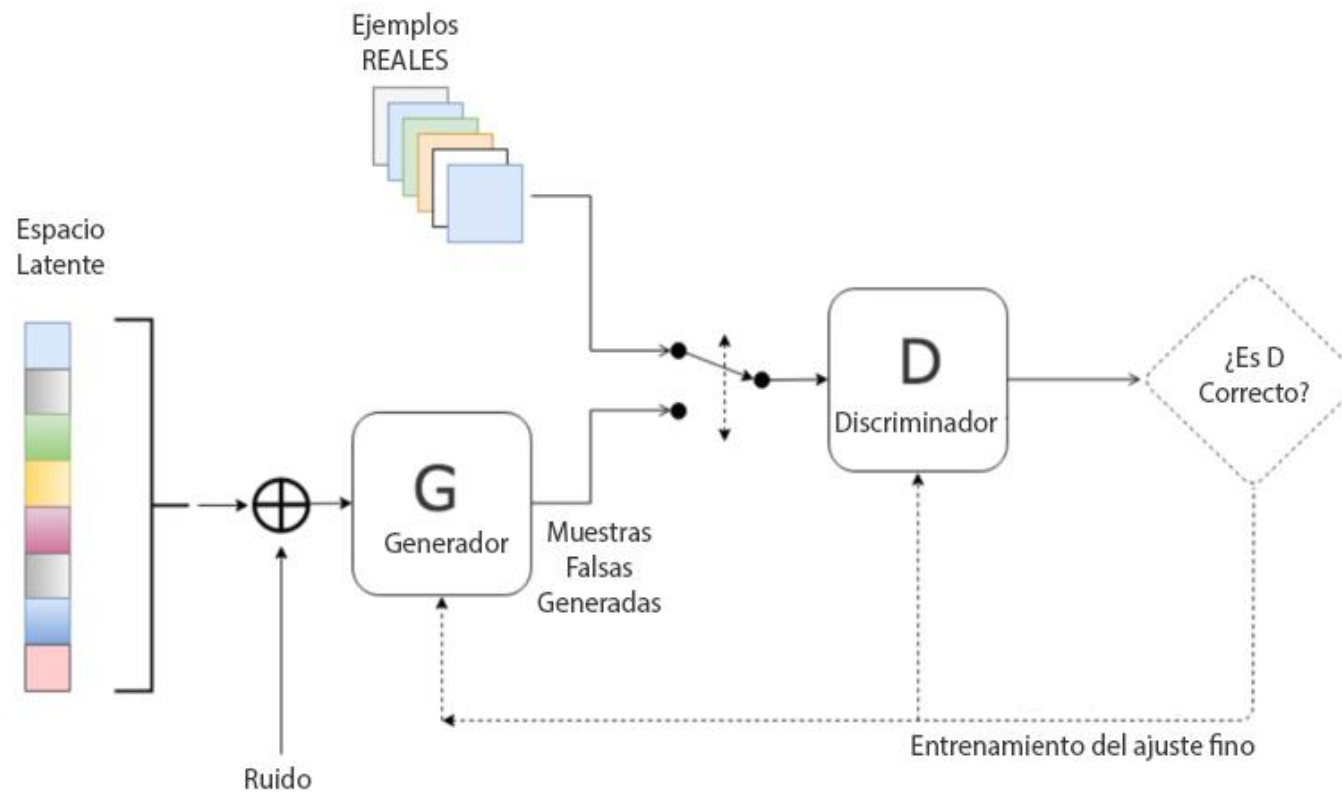 Ejemplos
REALES
Espacio
Latente
G
Generador
Muestras
Falsas
Generadas
D
Discriminador
¿Es D
Correcto?
Entrenamiento del ajuste fino
Ruido